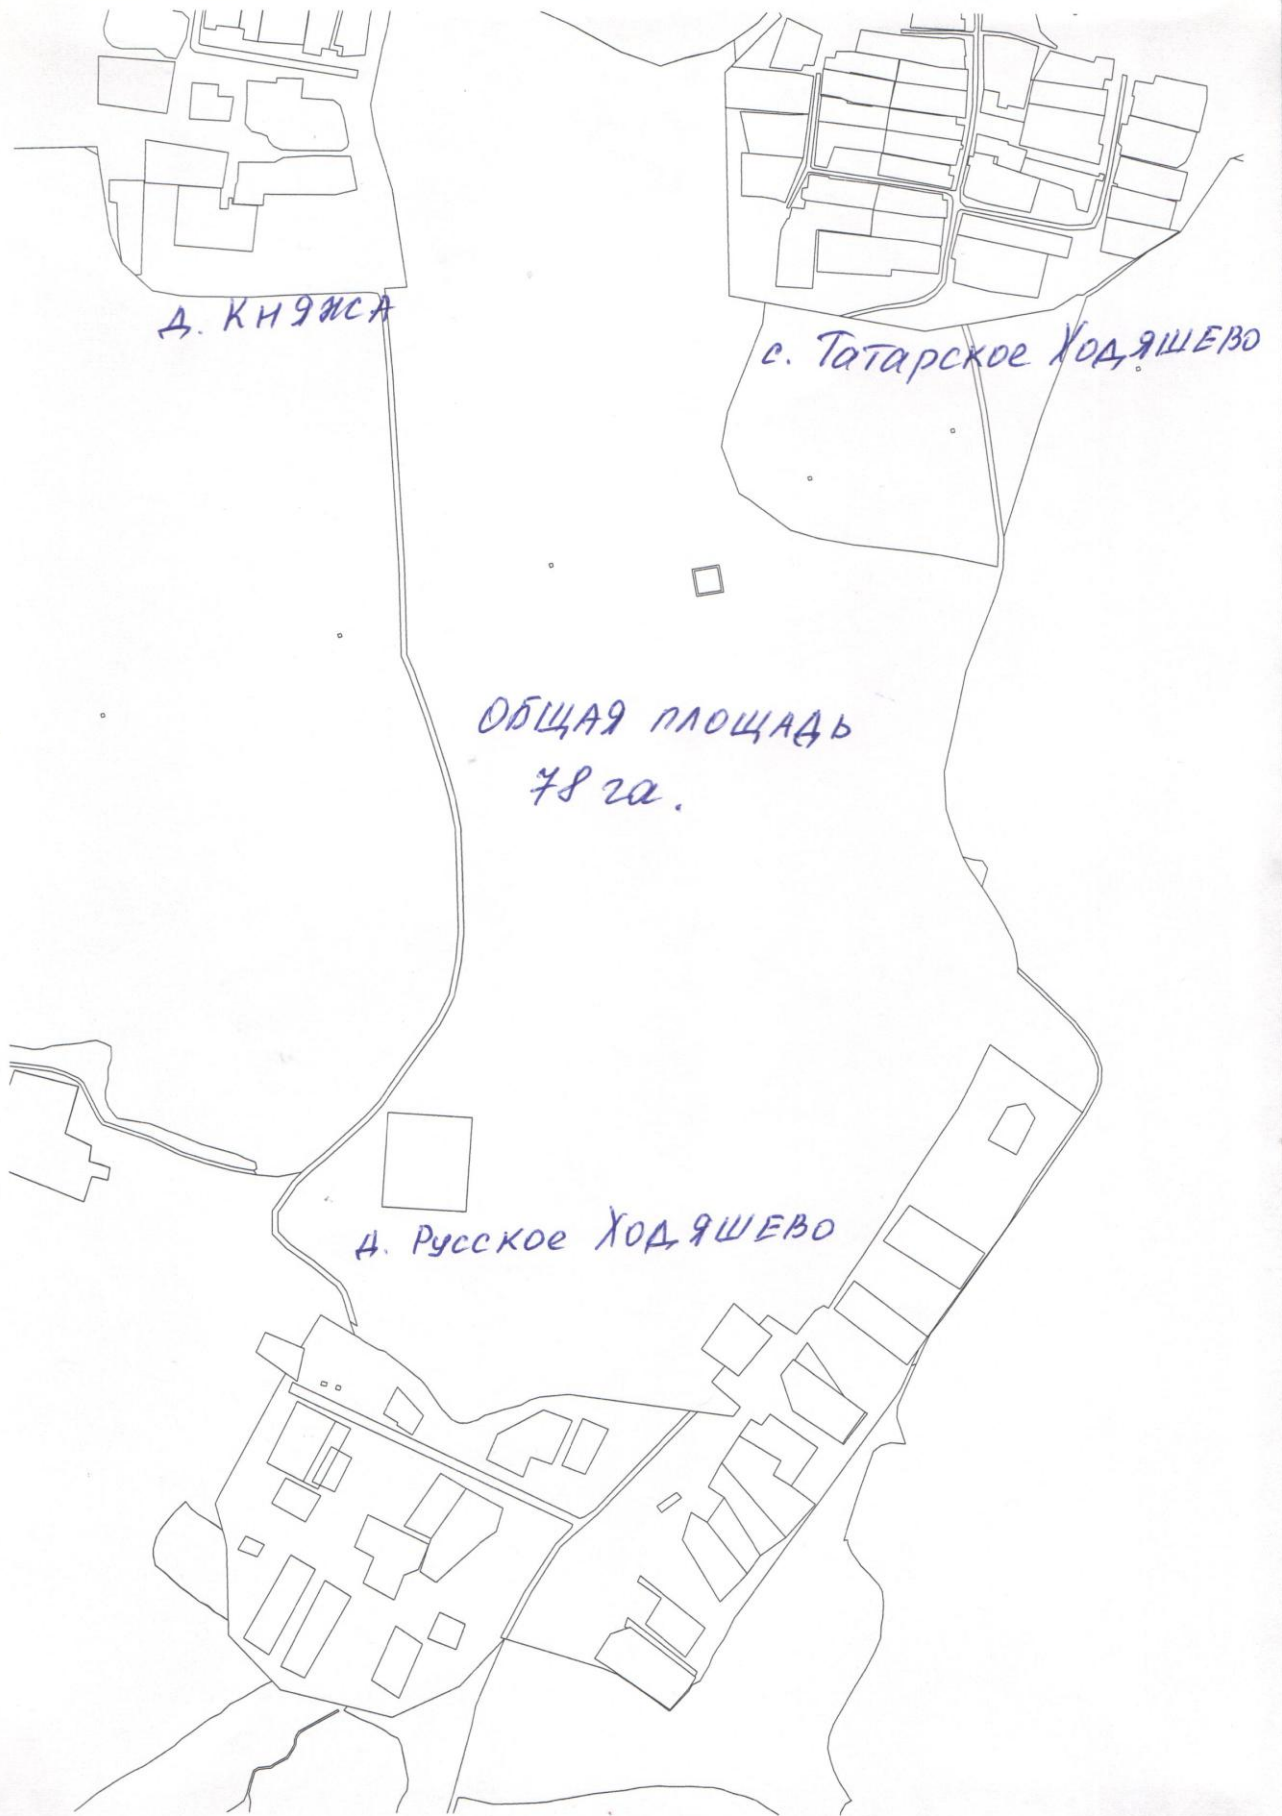 д. Княжа
с. Татарское Ходяшево
Общая площадь
78 га.
д. Русское Ходяшево